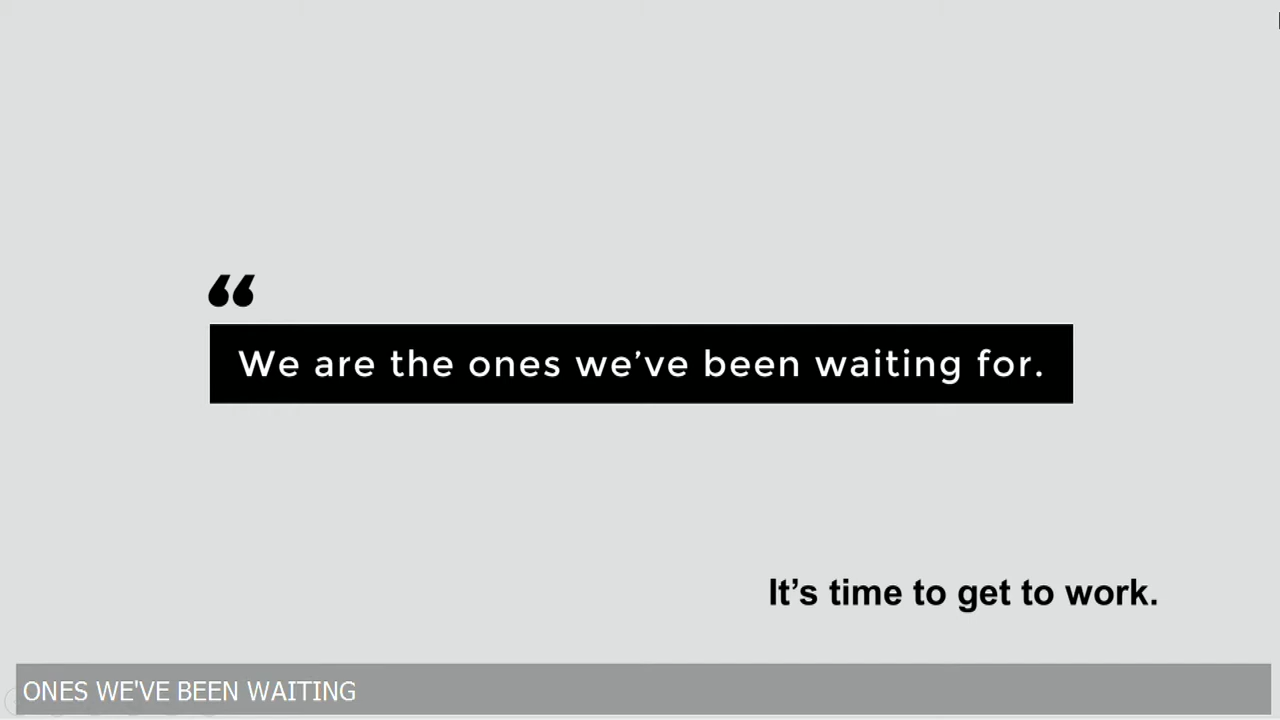 “
We are the ones we’ve been waiting for.
It’s time to get to work.
ONES WE'VE BEEN WAITING